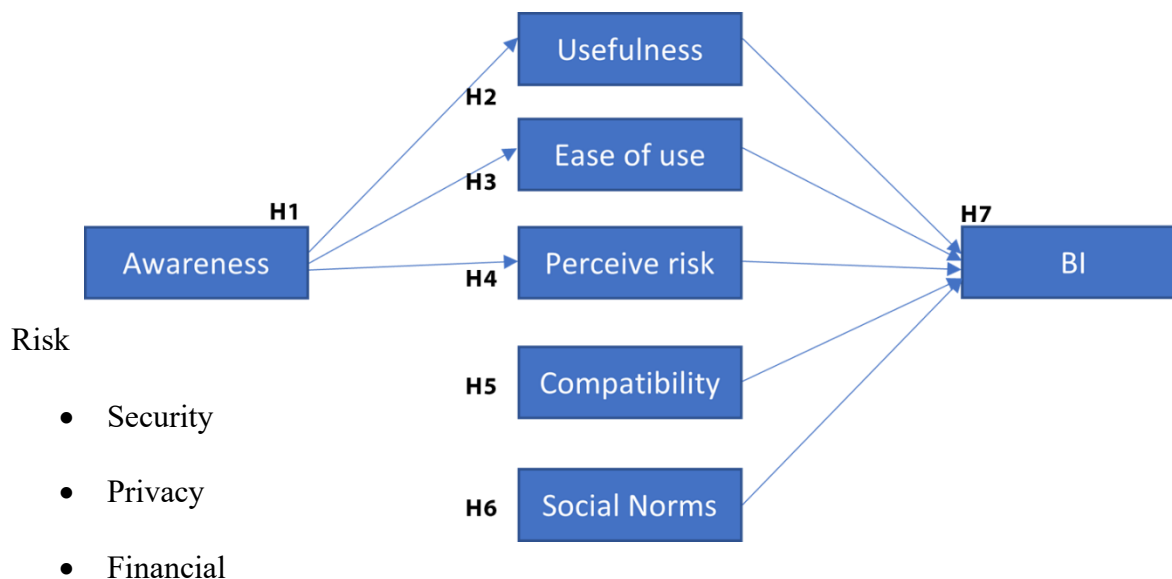 Usefulness
H2
Ease of use
H3
H1
H7
Awareness
Perceive risk
BI
H4
Risk
Compatibility
H5
• Security
• Privacy
Social Norms
H6
• Financial